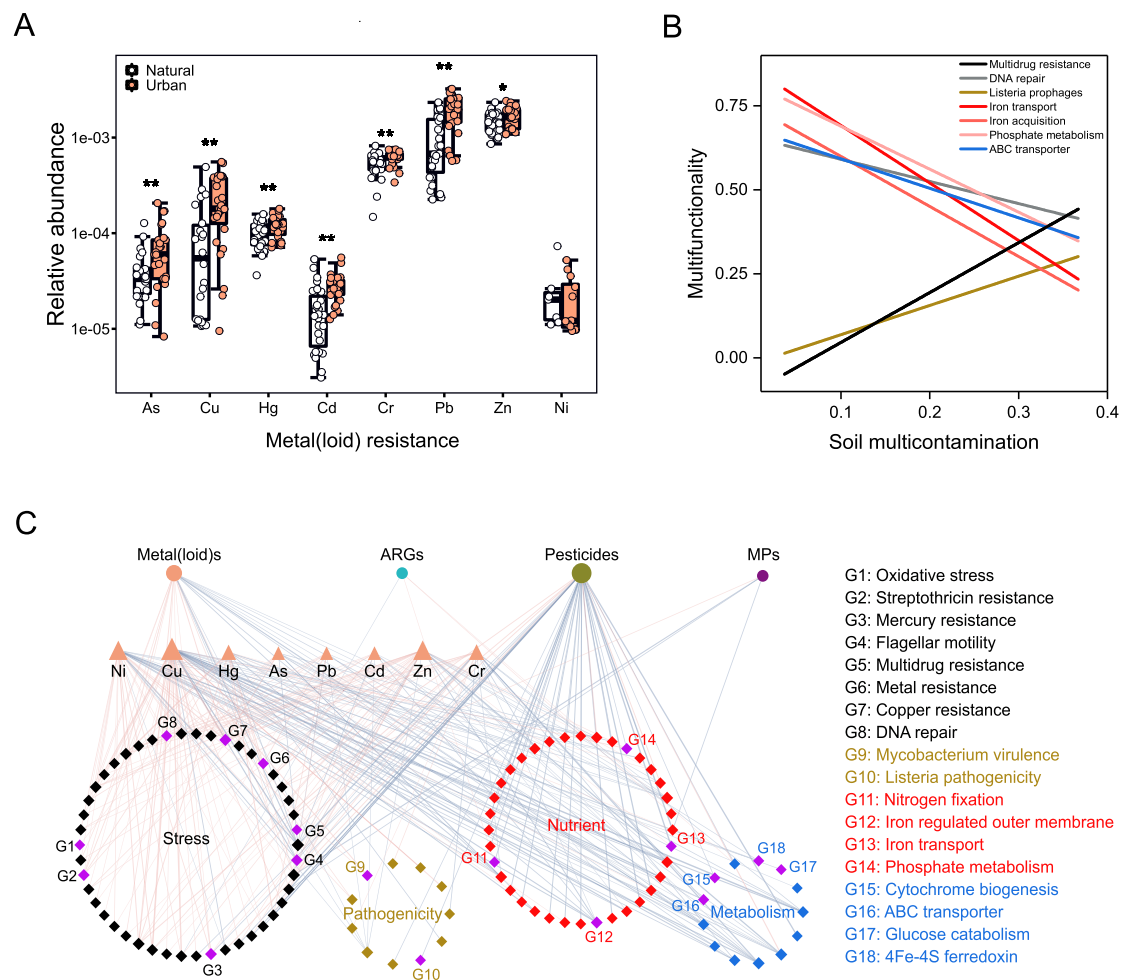 A
Natural
Urban
**
**
**
**
**
**
*
1e-03
1e-04
1e-05
Relative abundance
As
Cu
Hg
Cd
Cr
Pb
Zn
Ni
Metal(loid) resistance
B
Multidrug resistance
DNA repair
Listeria prophages
Iron transport
Iron acquisition
Phosphate metabolism
ABC transporter
0.75
0.50
0.25
0.00
Multifunctionality
0.1
0.2
0.3
0.4
Soil multicontamination
C
Metal(loid)s
ARGs
Pesticides
MPs
Ni
Cu
Hg
As
Pb
Cd
Zn
Cr
G8
G7
G6
G5
G4
G3
G2
G1
Stress
G9
Pathogenicity
G10
G14
Nutrient
G13
G11
G12
G18
G17
G15
G16
Metabolism
G1: Oxidative stress
G2: Streptothricin resistance
G3: Mercury resistance
G4: Flagellar motility
G5: Multidrug resistance
G6: Metal resistance
G7: Copper resistance
G8: DNA repair
G9: Mycobacterium virulence
G10: Listeria pathogenicity
G11: Nitrogen fixation
G12: Iron regulated outer membrane
G13: Iron transport
G14: Phosphate metabolism
G15: Cytochrome biogenesis
G16: ABC transporter
G17: Glucose catabolism
G18: 4Fe-4S ferredoxin